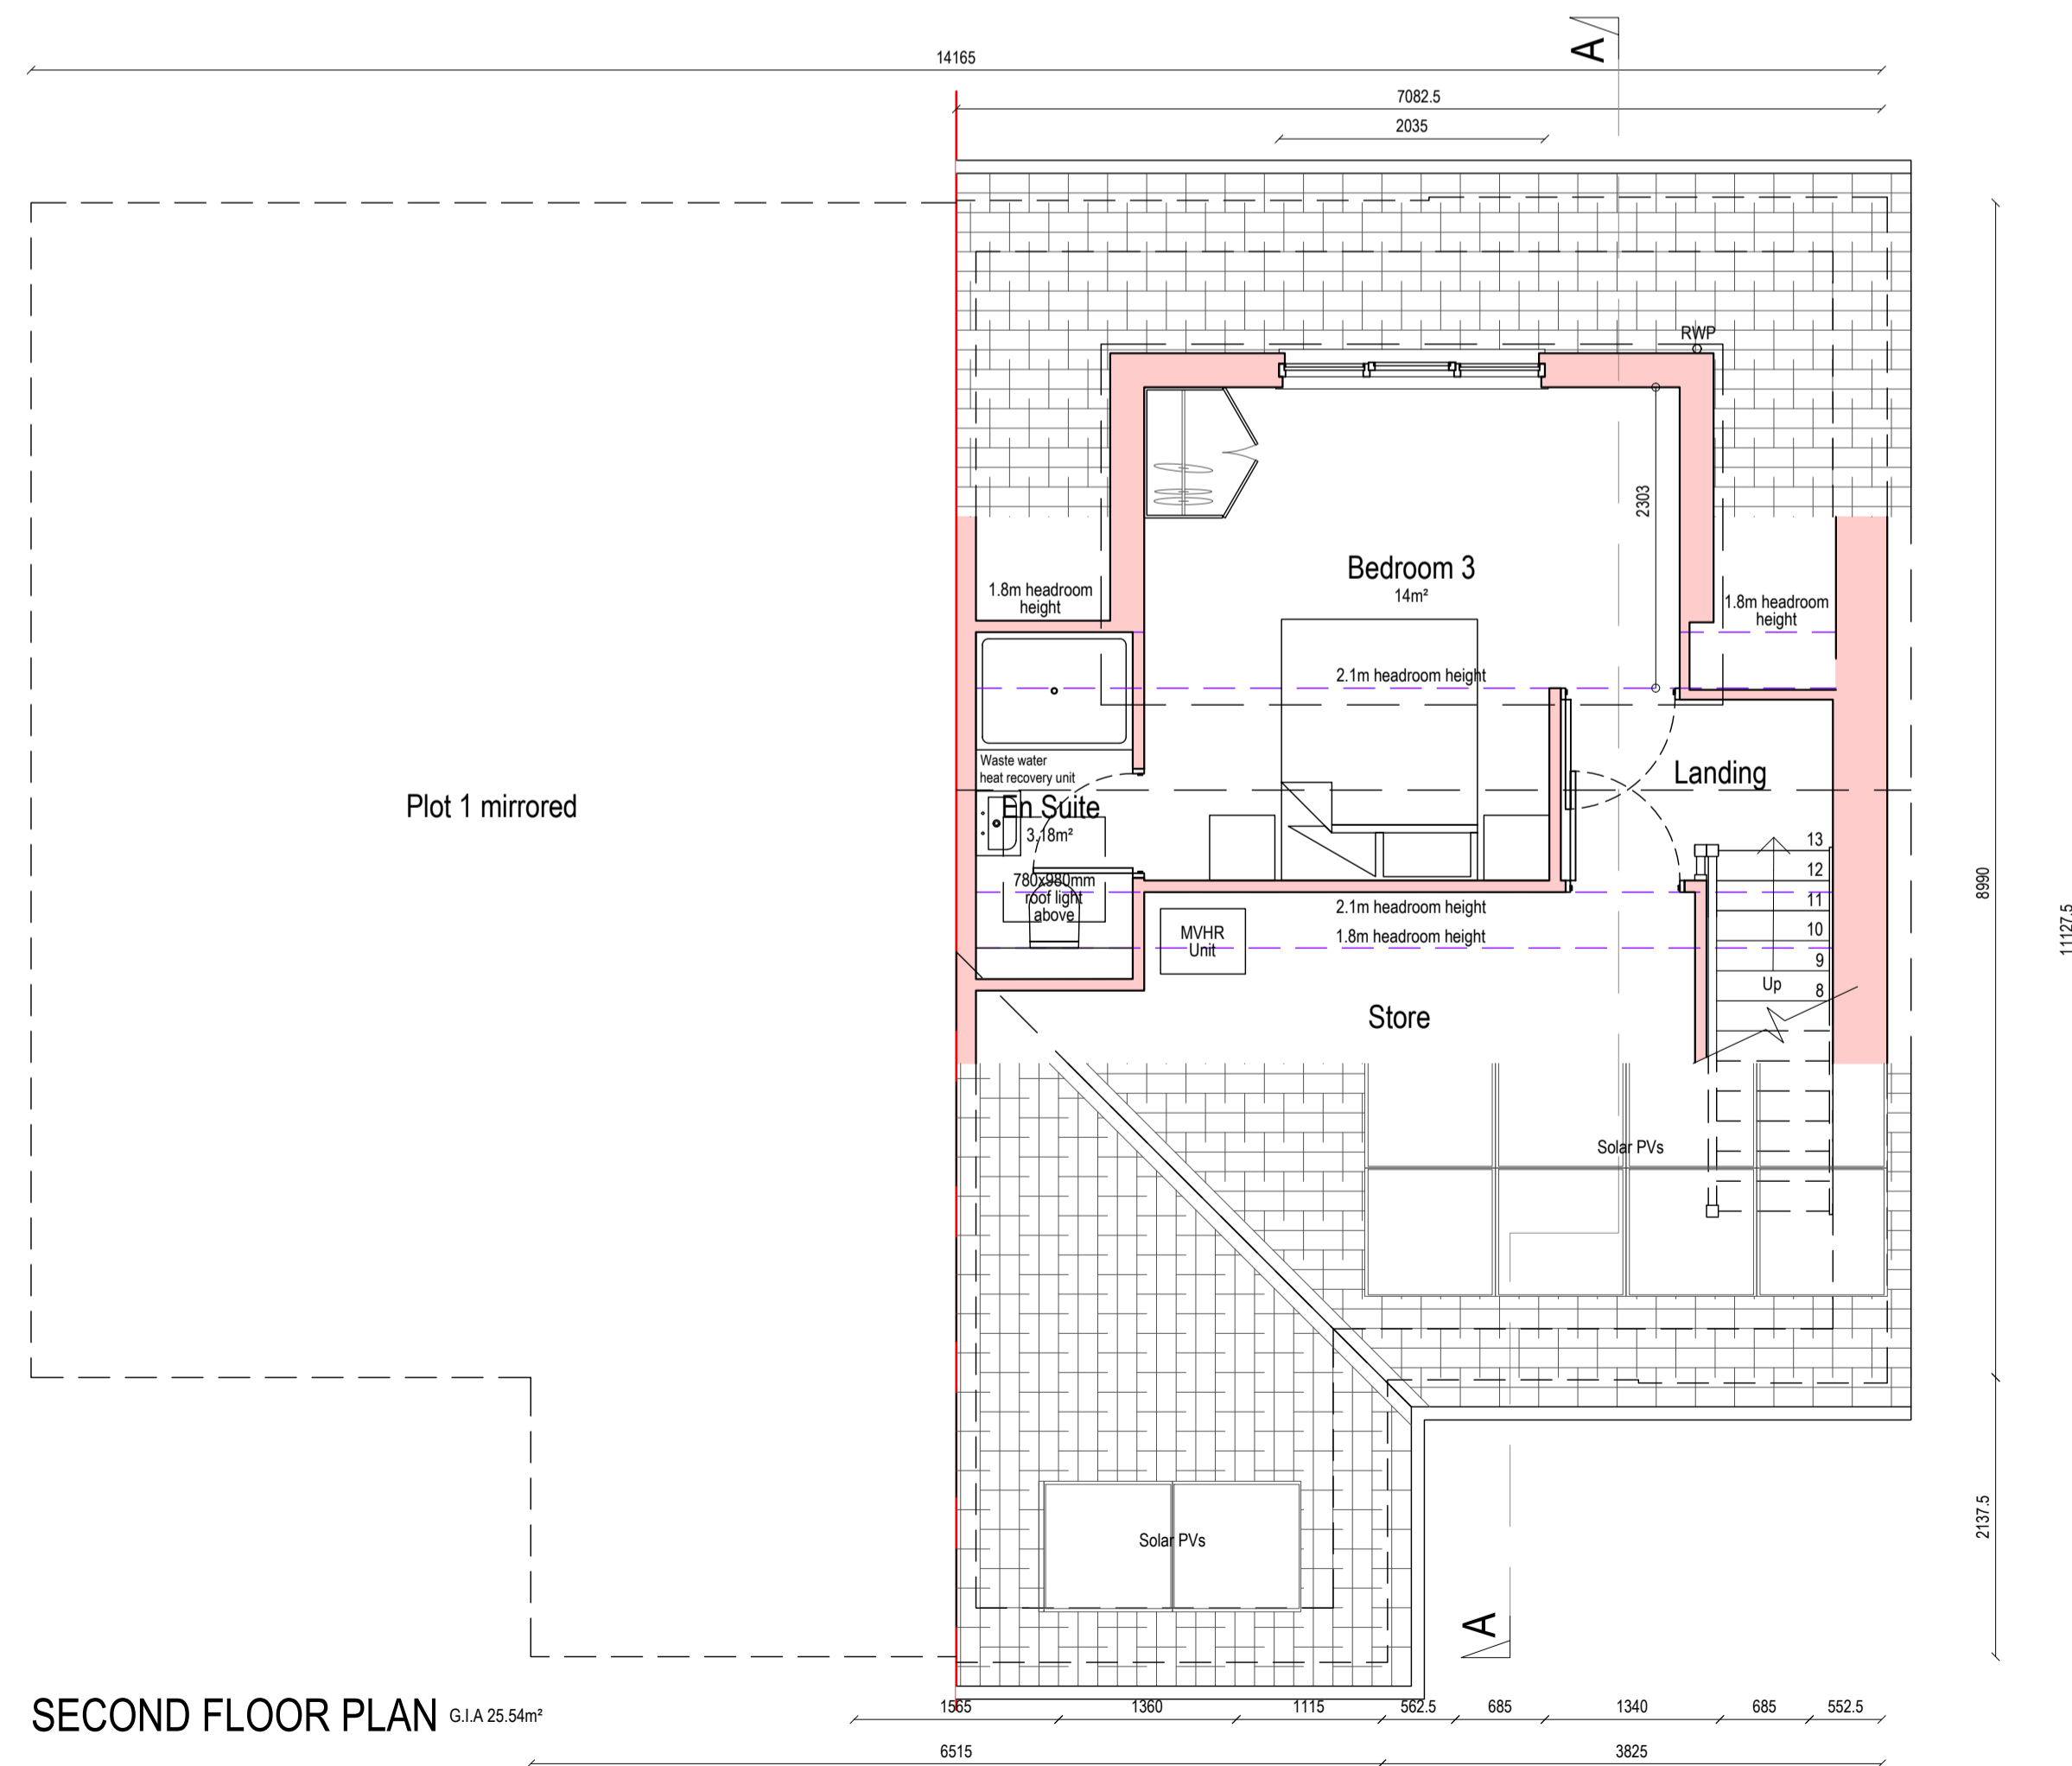 A
14165
7082.5
2035
RWP
2303
Bedroom 3
14m²
1.8m headroom
height
1.8m headroom
height
2.1m headroom height
Waste water
heat recovery unit
Landing
Plot 1 mirrored
En Suite
3.18m²
780x980mm
roof light
above
13
12
11
10
9
8
Up
8990
11127.5
2.1m headroom height
1.8m headroom height
MVHR
Unit
Store
Solar PVs
Solar PVs
2137.5
A
SECOND FLOOR PLAN G.I.A 25.54m²
1565 1360 1115 562.5 685 1340 685 552.5
6515 3825